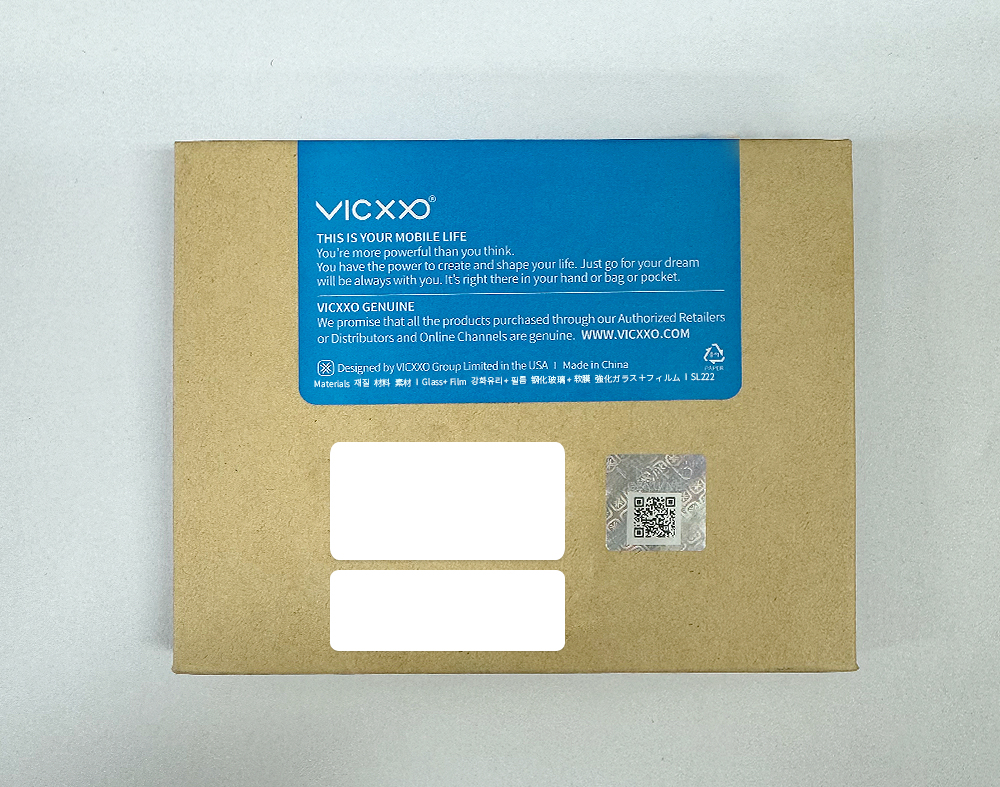 VICXXO®
THIS IS YOUR MOBILE LIFE
You're more powerful than you think.
You have the power to create and shape your life. Just go for your dream
will be always with you. It's right there in your hand or bag or pocket.
VICXXO GENUINE
We promise that all the products purchased through our Authorized Retailers
or Distributors and Online Channels are genuine. WWW.VICXXO.COM
Designed by VICXXO Group Limited in the USA I Made in China
PAPER
Materials 재질 材料 素材 I Glass+ Film 강화유리+ 필름 钢化玻璃+ 软膜 強化ガラス+フィルム I SL222